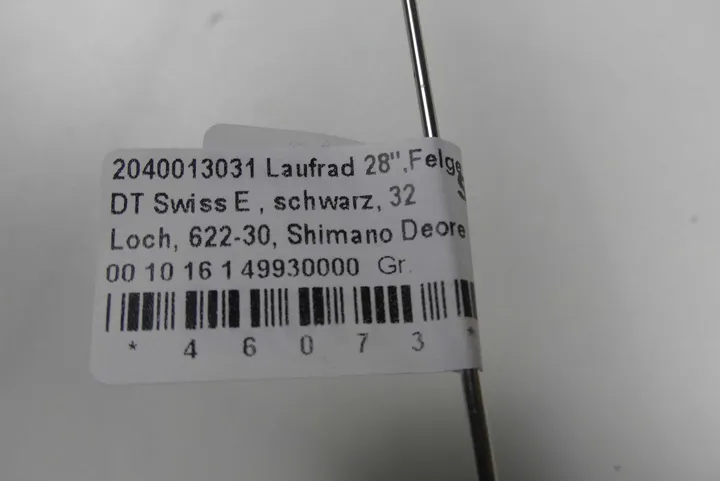 2040013031 Laufrad 28",Felge
DT Swiss E , schwarz, 32
Loch, 622-30, Shimano Deore
00 10 16 1 49930000 Gr.
* 4 6 0 7 3 *